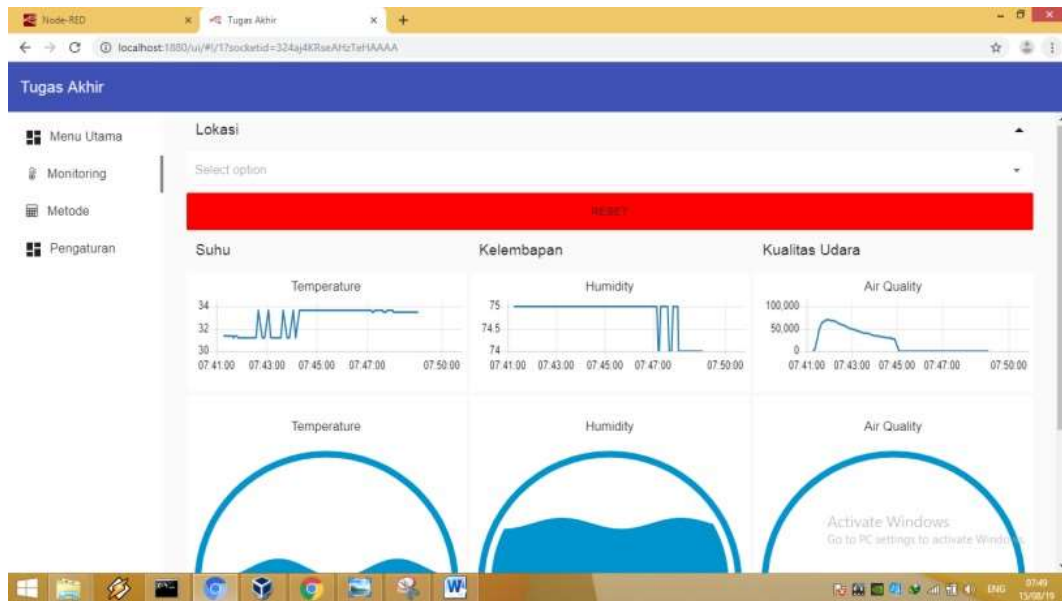 Node-RED
Tugas Akhir
localhost:1880/ui/#!/1?socketid=
Tugas Akhir
Menu Utama
Monitoring
Metode
Pengaturan
Lokasi
Select option
RESET
Suhu
Kelembapan
Kualitas Udara
Temperature
34
32
30
07:41:00 07:43:00 07:45:00 07:47:00 07:50:00
Humidity
75
74.5
74
07:41:00 07:43:00 07:45:00 07:47:00 07:50:00
Air Quality
100,000
50,000
0
07:41:00 07:43:00 07:45:00 07:47:00 07:50:00
Temperature
Humidity
Air Quality
Activate Windows
Go to PC settings to activate Windows.
ENG
07:49
15/08/19